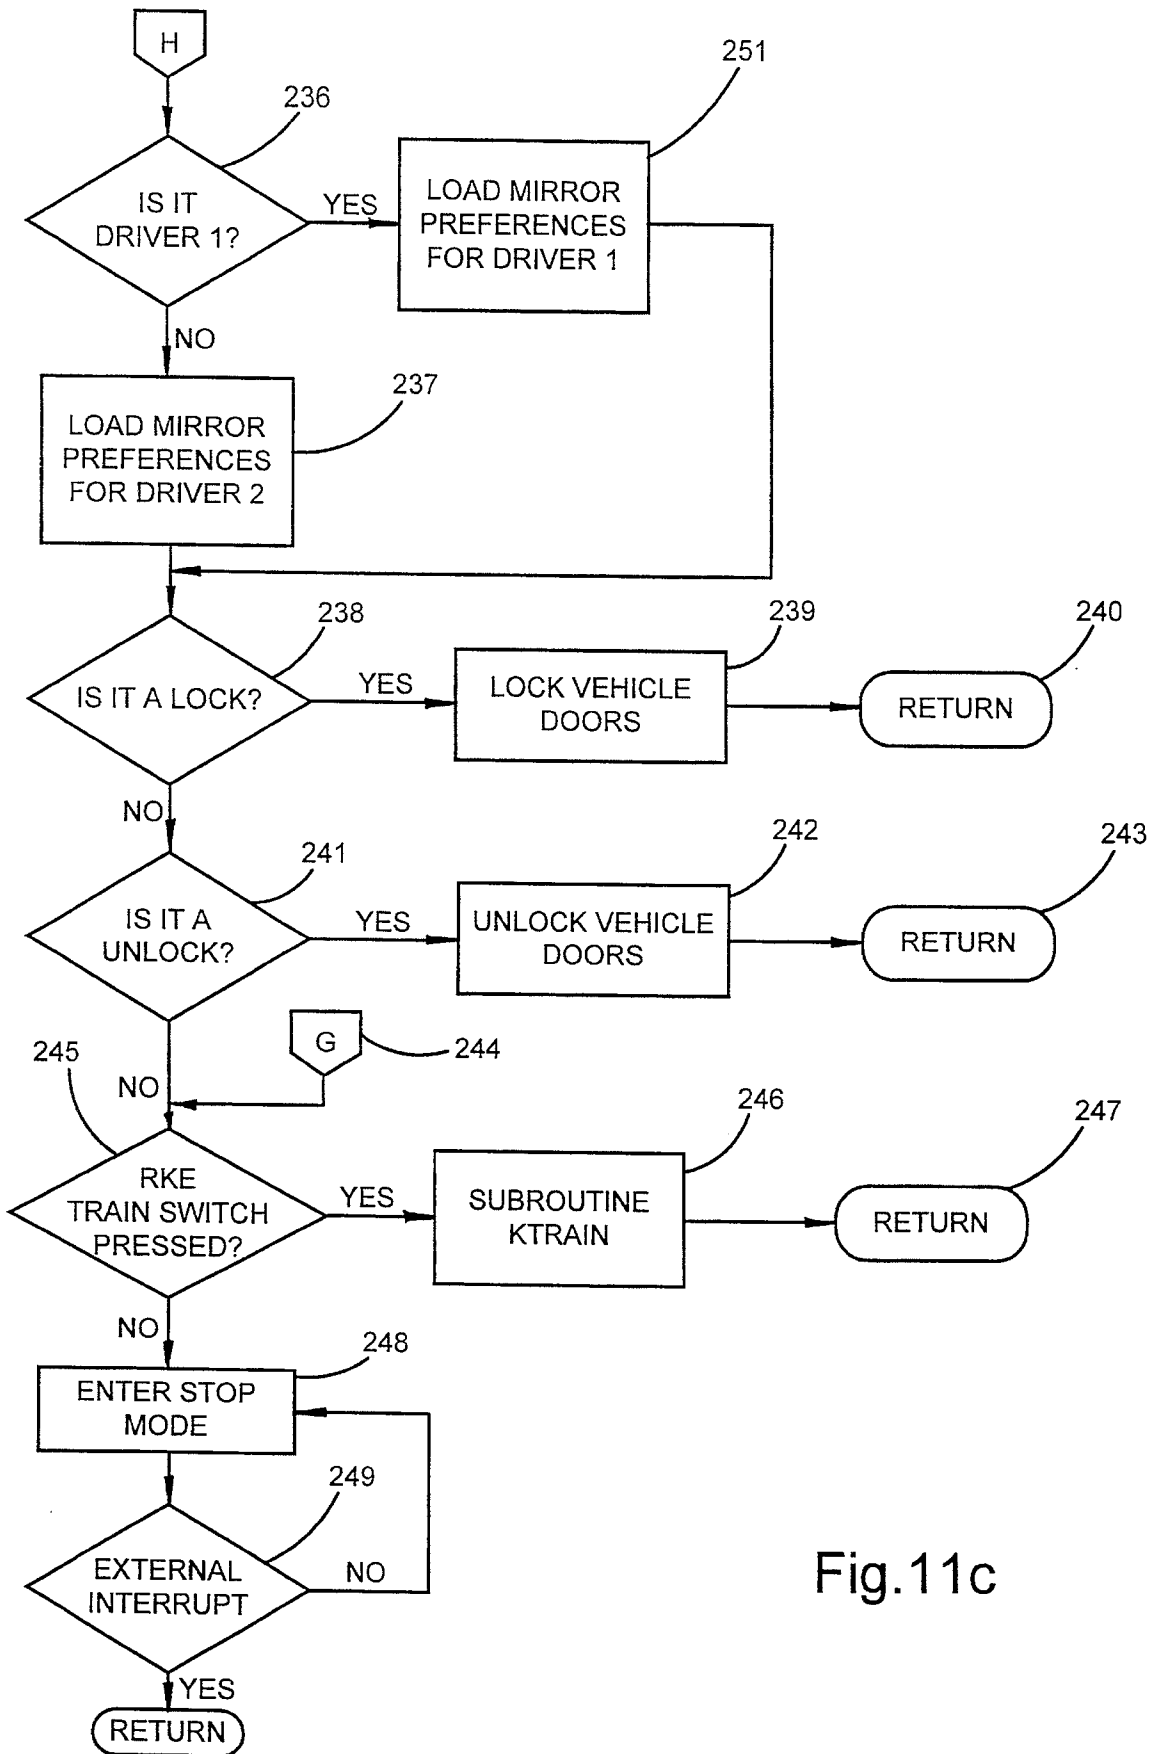 H
236
251
IS IT
DRIVER 1?
YES
LOAD MIRROR
PREFERENCES
FOR DRIVER 1
NO
237
LOAD MIRROR
PREFERENCES
FOR DRIVER 2
238
239
240
IS IT A LOCK?
YES
LOCK VEHICLE
DOORS
RETURN
NO
241
242
243
IS IT A
UNLOCK?
YES
UNLOCK VEHICLE
DOORS
RETURN
G
244
245
NO
246
247
RKE
TRAIN SWITCH
PRESSED?
YES
SUBROUTINE
KTRAIN
RETURN
NO
248
ENTER STOP
MODE
249
EXTERNAL
INTERRUPT
NO
YES
RETURN
Fig.11c